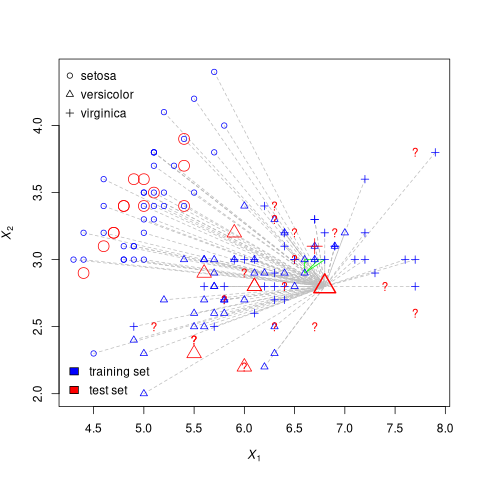 setosa
versicolor
virginica
4.0
3.5
3.0
2.5
2.0
X2
? ? ? ? ? ? ? ? ? ? ? ? ? ? ? ?
training set
test set
4.5 5.0 5.5 6.0 6.5 7.0 7.5 8.0
X1